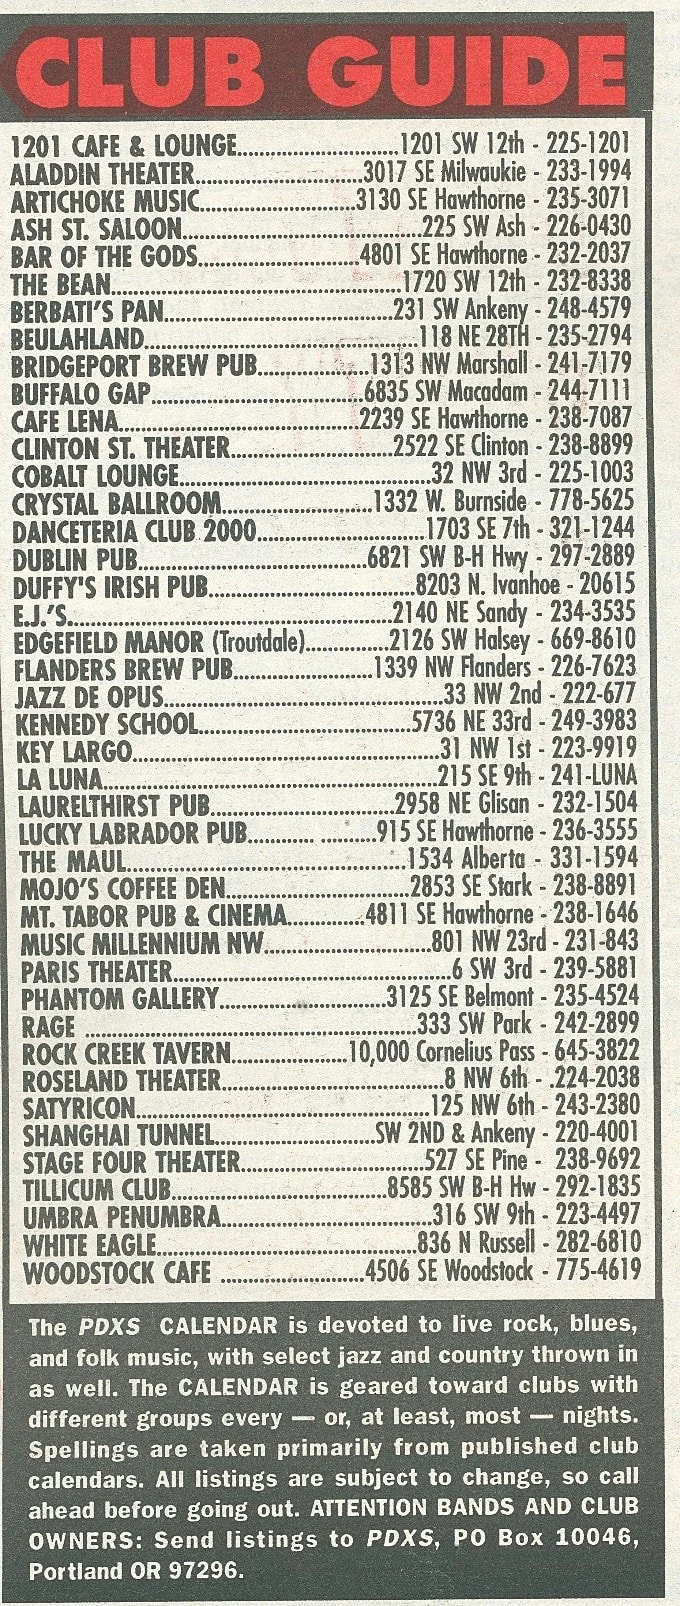 CLUB GUIDE
1201 CAFE & LOUNGE..............................1201 SW 12th - 225-1201
ALADDIN THEATER..............................3017 SE Milwaukie - 233-1994
ARTICHOKE MUSIC..............................3130 SE Hawthorne - 235-3071
ASH ST. SALOON..............................225 SW Ash - 226-0430
BAR OF THE GODS..............................4801 SE Hawthorne - 232-2037
THE BEAN..............................1720 SW 12th - 232-8338
BERBATI'S PAN..............................231 SW Ankeny - 248-4579
BEULAHLAND..............................118 NE 28TH - 235-2794
BRIDGEPORT BREW PUB....................1313 NW Marshall - 241-7179
BUFFALO GAP..............................6835 SW Macadam - 244-7111
CAFE LENA..............................2239 SE Hawthorne - 238-7087
CLINTON ST. THEATER..............................2522 SE Clinton - 238-8899
COBALT LOUNGE..............................32 NW 3rd - 225-1003
CRYSTAL BALLROOM..............................1332 W. Burnside - 778-5625
DANCETERIA CLUB 2000..............................1703 SE 7th - 321-1244
DUBLIN PUB..............................6821 SW B-H Hwy - 297-2889
DUFFY'S IRISH PUB..............................8203 N. Ivanhoe - 20615
E.J.'S..............................2140 NE Sandy - 234-3535
EDGEFIELD MANOR (Troutdale)...............2126 SW Halsey - 669-8610
FLANDERS BREW PUB....................1339 NW Flanders - 226-7623
JAZZ DE OPUS..............................33 NW 2nd - 222-677
KENNEDY SCHOOL..............................5736 NE 33rd - 249-3983
KEY LARGO..............................31 NW 1st - 223-9919
LA LUNA..............................215 SE 9th - 241-LUNA
LAURELTHIRST PUB..............................2958 NE Glisan - 232-1504
LUCKY LABRADOR PUB.......... ........915 SE Hawthorne - 236-3555
THE MAUL..............................1534 Alberta - 331-1594
MOJO'S COFFEE DEN..............................2853 SE Stark - 238-8891
MT. TABOR PUB & CINEMA.............4811 SE Hawthorne - 238-1646
MUSIC MILLENNIUM NW..............................801 NW 23rd - 231-843
PARIS THEATER..............................6 SW 3rd - 239-5881
PHANTOM GALLERY..............................3125 SE Belmont - 235-4524
RAGE ..............................333 SW Park - 242-2899
ROCK CREEK TAVERN....................10,000 Cornelius Pass - 645-3822
ROSELAND THEATER..............................8 NW 6th - .224-2038
SATYRICON..............................125 NW 6th - 243-2380
SHANGHAI TUNNEL....................SW 2ND & Ankeny - 220-4001
STAGE FOUR THEATER..............................527 SE Pine - 238-9692
TILLICUM CLUB..............................8585 SW B-H Hw - 292-1835
UMBRA PENUMBRA..............................316 SW 9th - 223-4497
WHITE EAGLE..............................836 N Russell - 282-6810
WOODSTOCK CAFE ....................4506 SE Woodstock - 775-4619
The PDXS CALENDAR is devoted to live rock, blues,
and folk music, with select jazz and country thrown in
as well. The CALENDAR is geared toward clubs with
different groups every — or, at least, most — nights.
Spellings are taken primarily from published club
calendars. All listings are subject to change, so call
ahead before going out. ATTENTION BANDS AND CLUB
OWNERS: Send listings to PDXS, PO Box 10046,
Portland OR 97296.